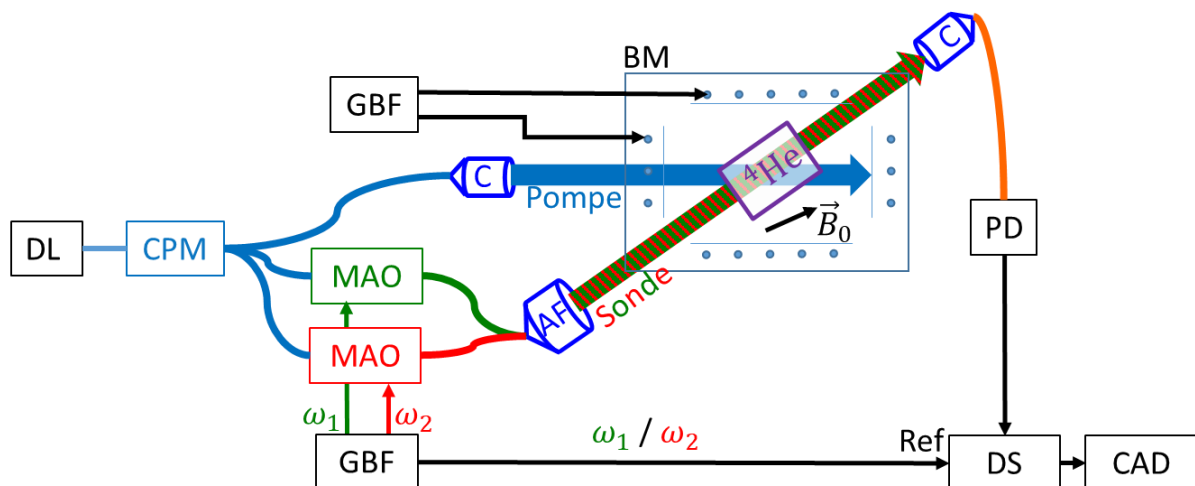 BM
C
GBF
⁴He
C
Pompe
B⃗₀
DL
CPM
MAO
PD
AF
Sonde
MAO
ω₁
ω₂
ω₁ / ω₂
Ref
GBF
DS
CAD